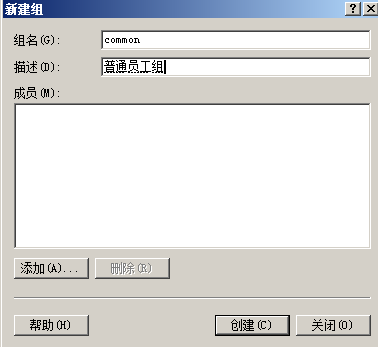 新建组
组名(G): common
描述(D): 普通员工组
成员(M):
添加(A)... 删除(R)
帮助(H) 创建(C) 关闭(O)